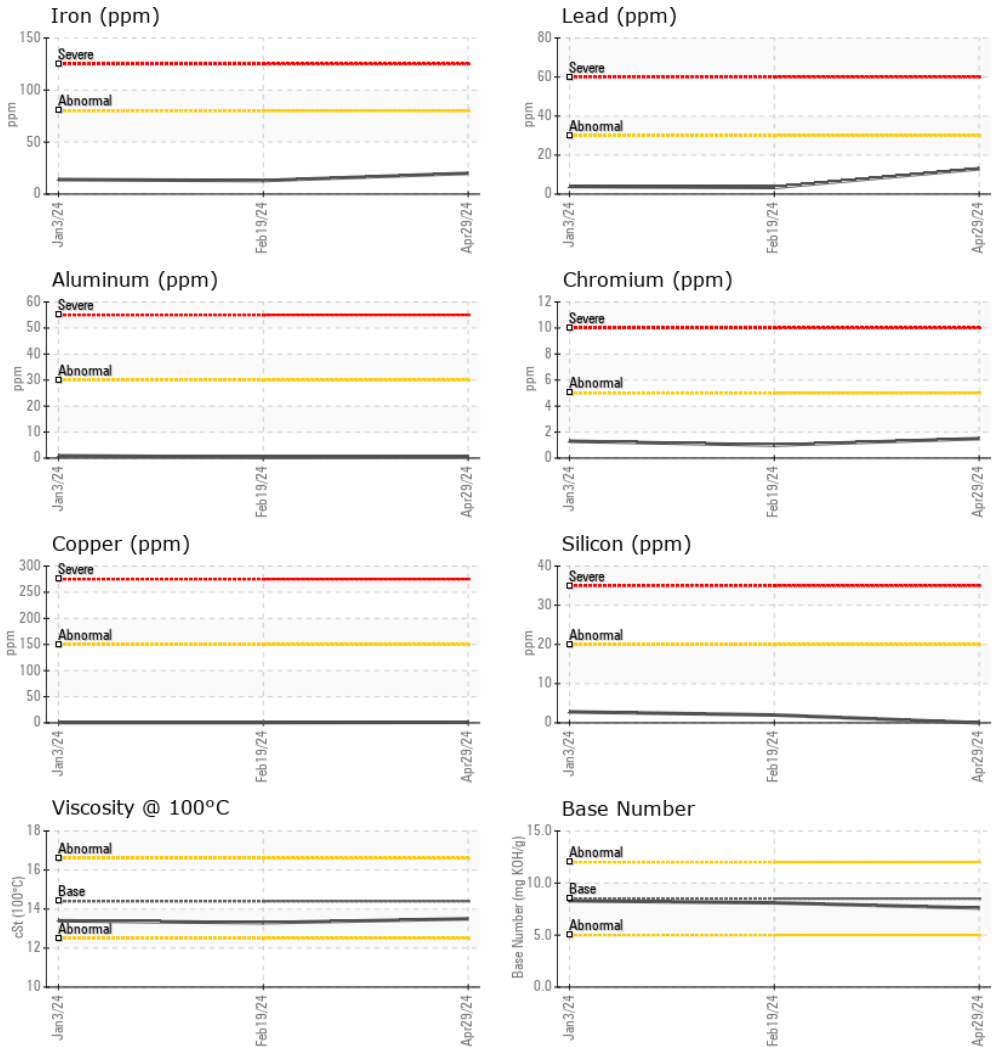 Iron (ppm)
150
100
50
0
ppm
Severe
Abnormal
Jan3/24
Feb19/24
Apr29/24
Lead (ppm)
80
60
40
20
0
ppm
Severe
Abnormal
Jan3/24
Feb19/24
Apr29/24
Aluminum (ppm)
60
50
40
30
20
10
0
ppm
Severe
Abnormal
Jan3/24
Feb19/24
Apr29/24
Chromium (ppm)
12
10
8
6
4
2
0
ppm
Severe
Abnormal
Jan3/24
Feb19/24
Apr29/24
Copper (ppm)
300
250
200
150
100
50
0
ppm
Severe
Abnormal
Jan3/24
Feb19/24
Apr29/24
Silicon (ppm)
40
30
20
10
0
ppm
Severe
Abnormal
Jan3/24
Feb19/24
Apr29/24
Viscosity @ 100°C
18
16
14
12
10
cSt (100°C)
Abnormal
Base
Abnormal
Jan3/24
Feb19/24
Apr29/24
Base Number
15.0
10.0
5.0
0.0
Base Number (mg KOH/g)
Abnormal
Base
Abnormal
Jan3/24
Feb19/24
Apr29/24